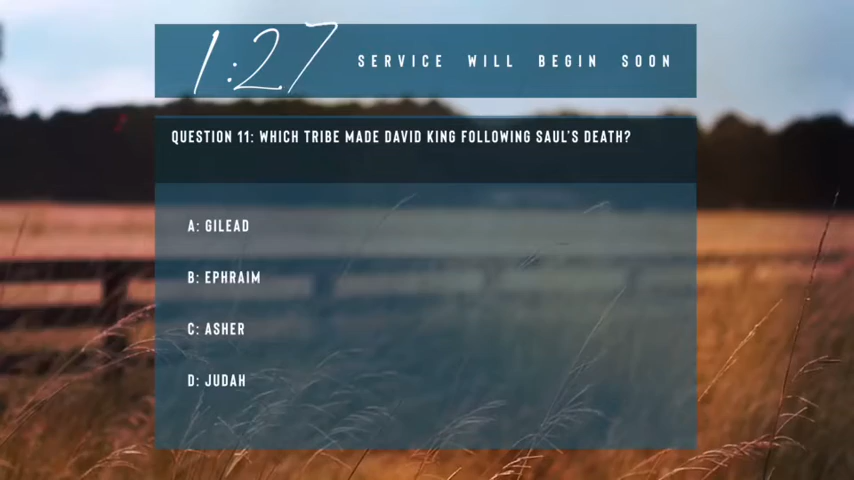 1:27
SERVICE WILL BEGIN SOON
QUESTION 11: WHICH TRIBE MADE DAVID KING FOLLOWING SAUL'S DEATH?
A: GILEAD
B: EPHRAIM
C: ASHER
D: JUDAH